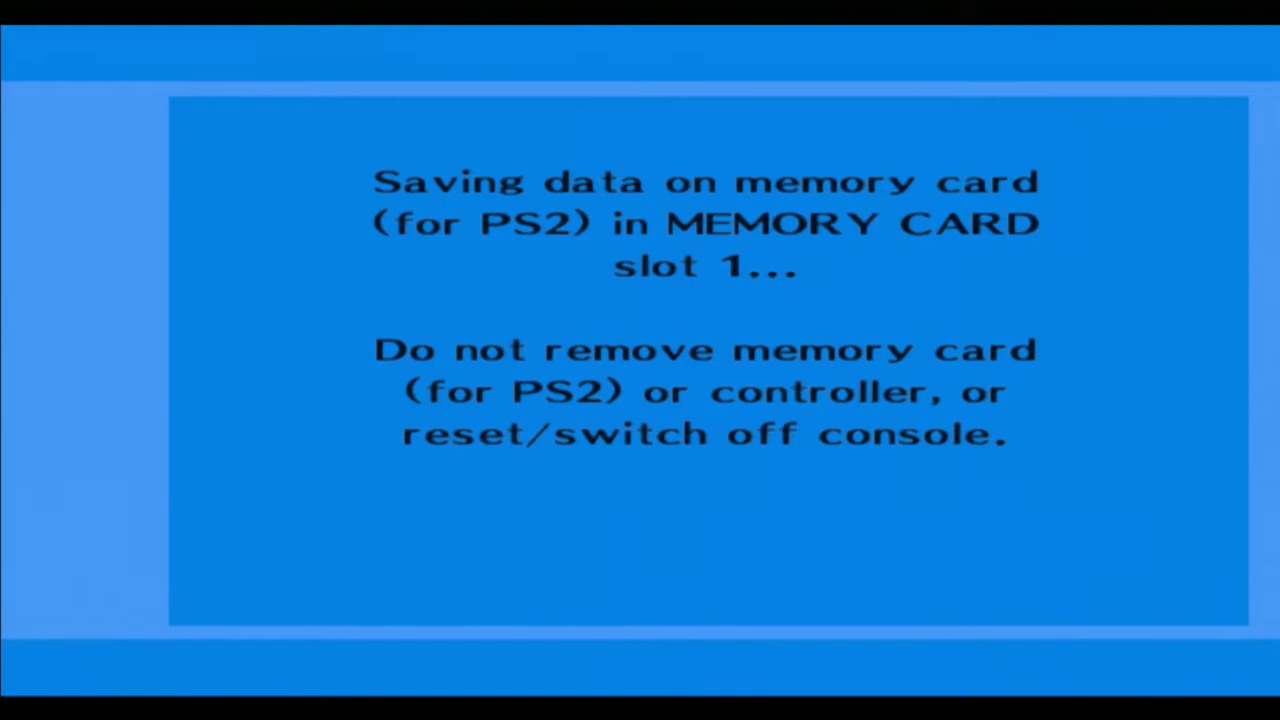 Saving data on memory card
(for PS2) in MEMORY CARD
slot 1...
Do not remove memory card
(for PS2) or controller, or
reset/switch off console.